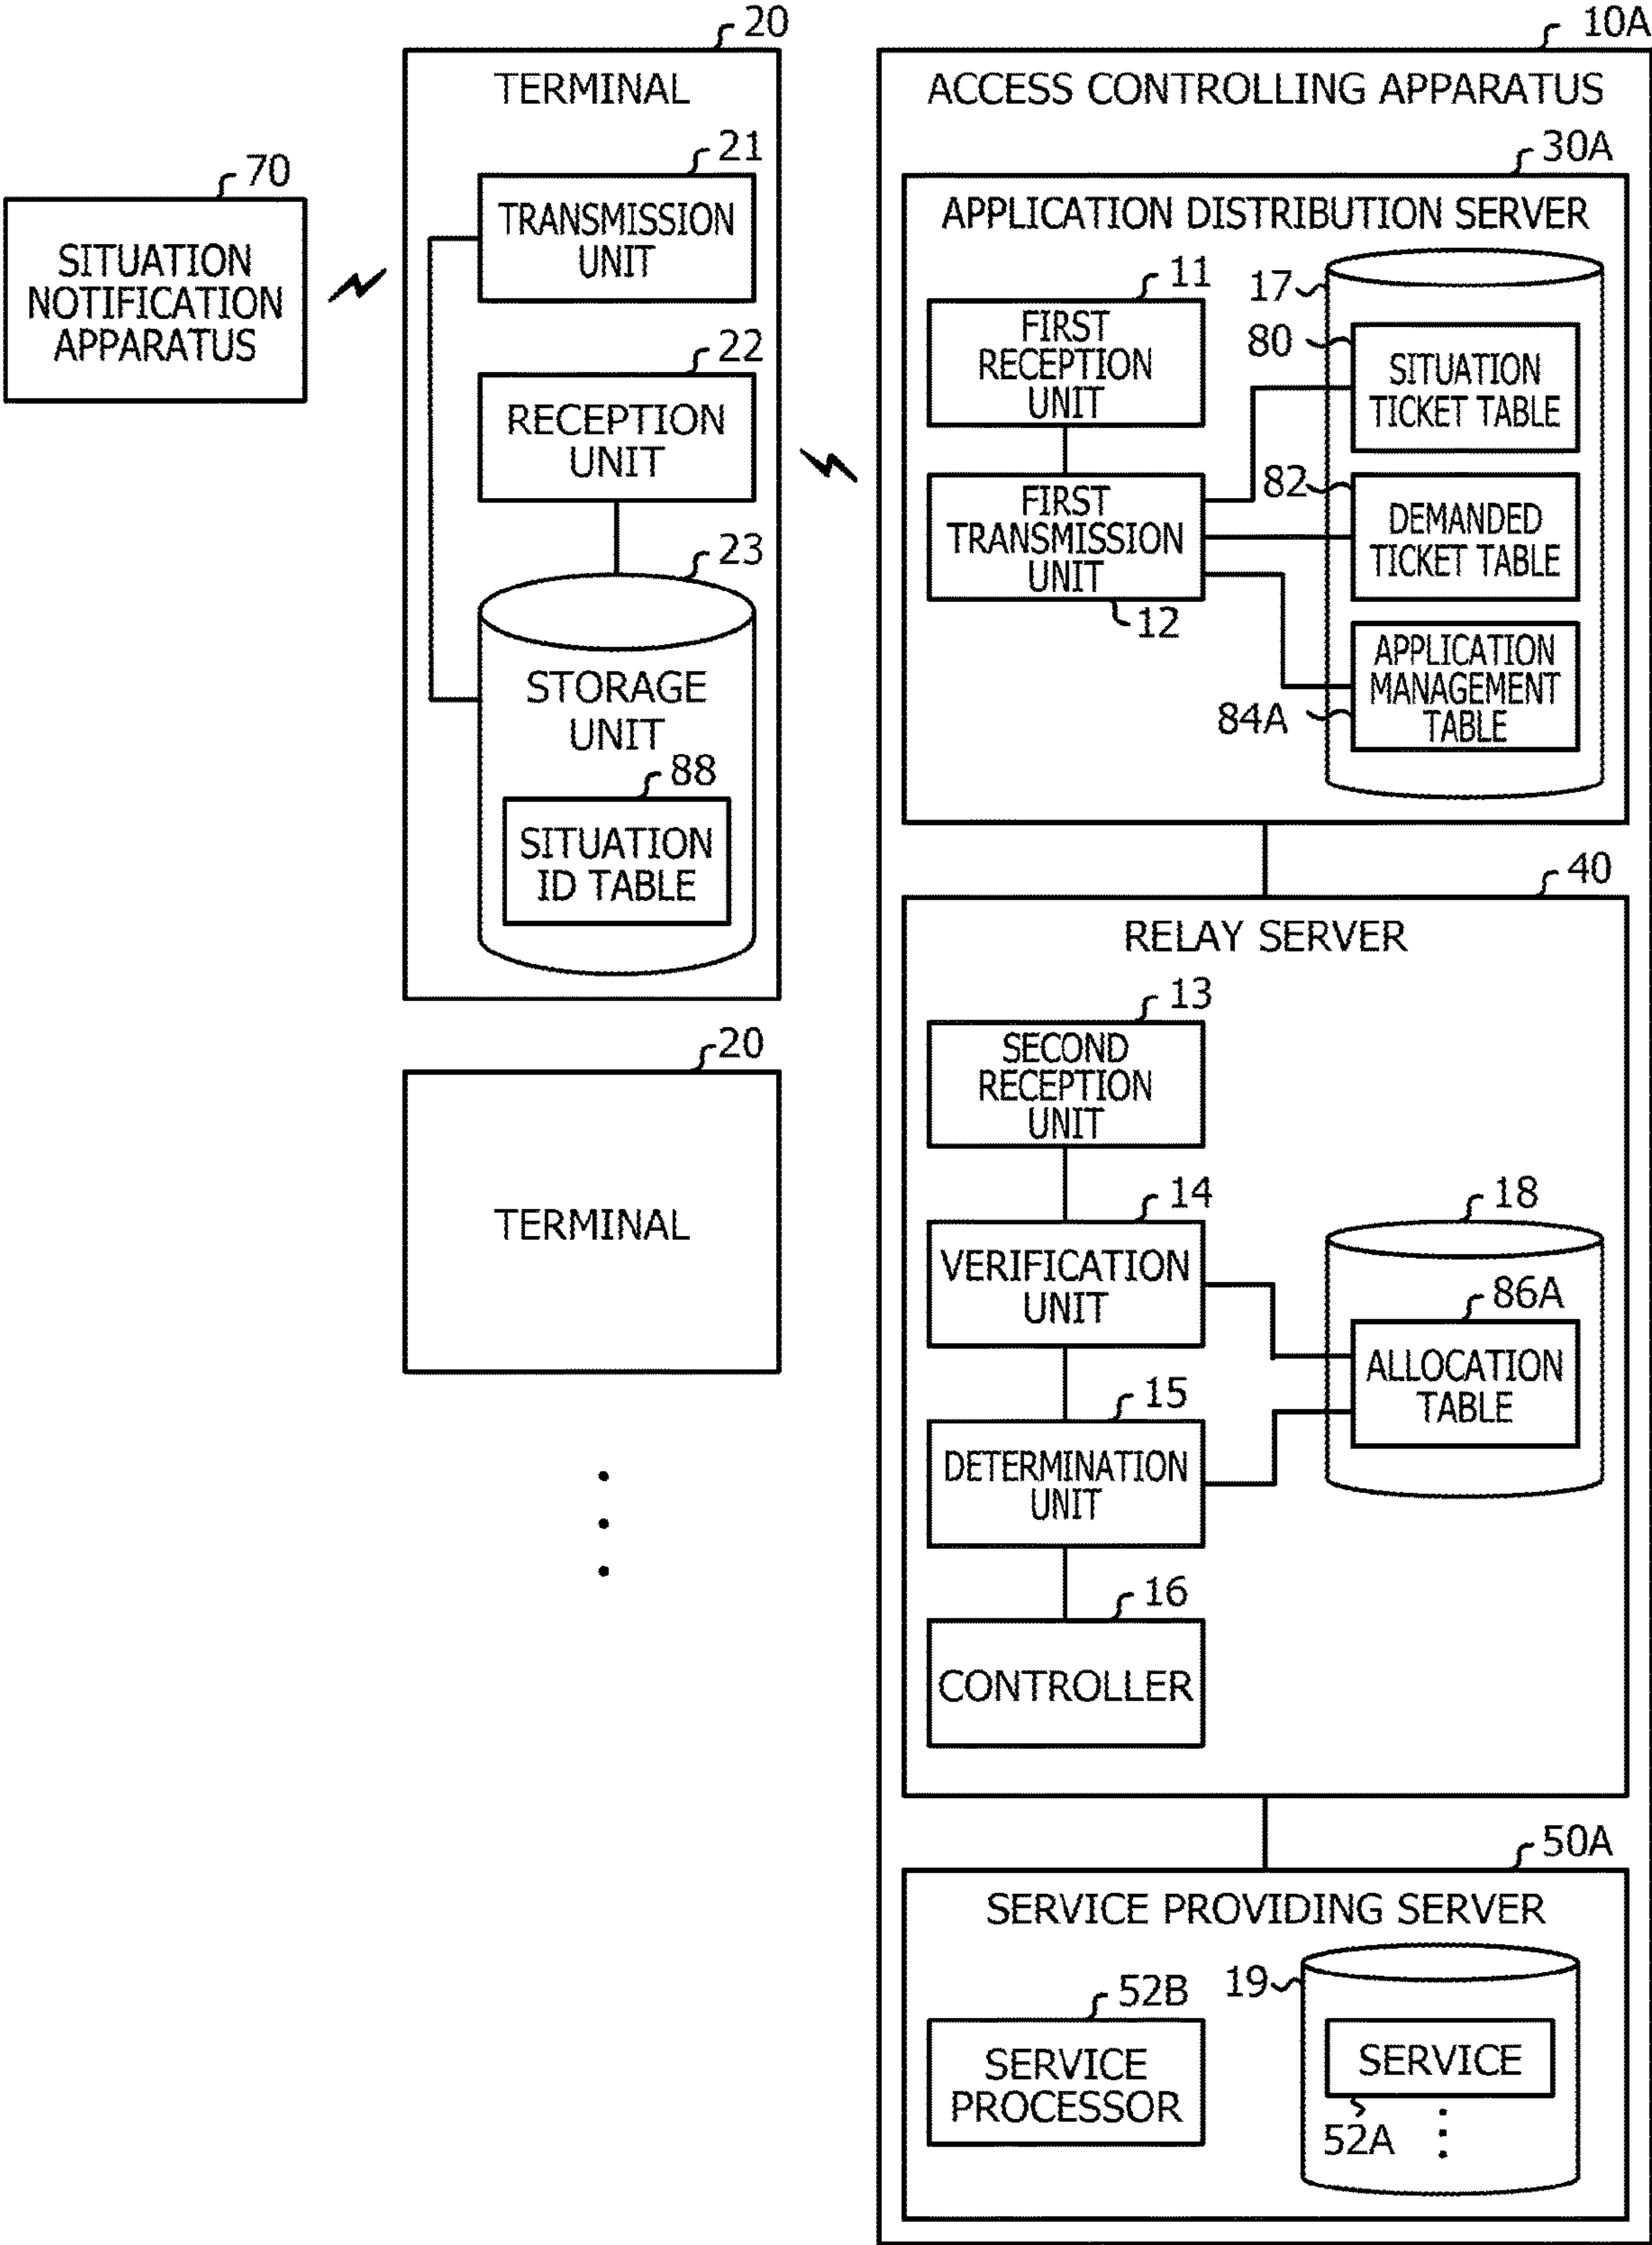 70
SITUATION
NOTIFICATION
APPARATUS
20
TERMINAL
21
TRANSMISSION
UNIT
22
RECEPTION
UNIT
23
STORAGE
UNIT
88
SITUATION
ID TABLE
20
TERMINAL
10A
ACCESS CONTROLLING APPARATUS
30A
APPLICATION DISTRIBUTION SERVER
11
FIRST
RECEPTION
UNIT
FIRST
TRANSMISSION
UNIT
12
17
80
SITUATION
TICKET TABLE
82
DEMANDED
TICKET TABLE
84A
APPLICATION
MANAGEMENT
TABLE
40
RELAY SERVER
13
SECOND
RECEPTION
UNIT
14
VERIFICATION
UNIT
15
DETERMINATION
UNIT
16
CONTROLLER
18
86A
ALLOCATION
TABLE
50A
SERVICE PROVIDING SERVER
52B
SERVICE
PROCESSOR
19
SERVICE
52A